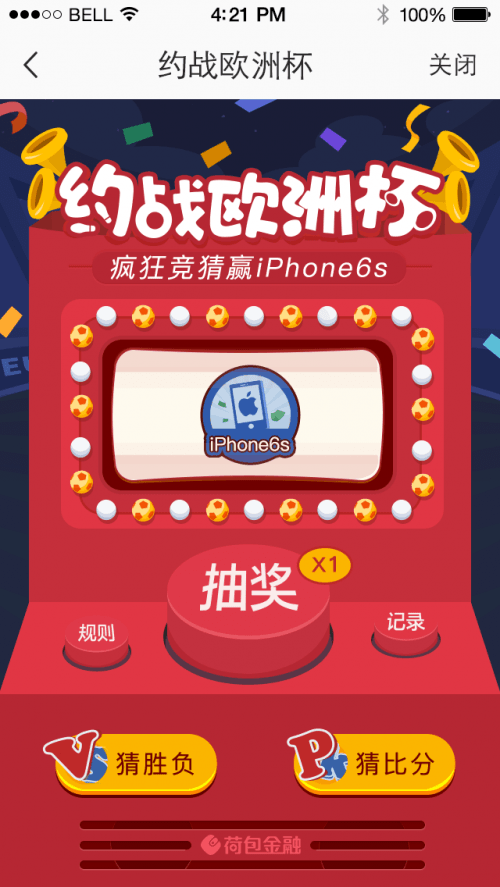 BELL 4:21 PM 100%
约战欧洲杯 关闭
约战欧洲杯
疯狂竞猜赢iPhone6s
iPhone6s
X1
抽奖
规则 记录
VS 猜胜负 PK 猜比分
荷包金融